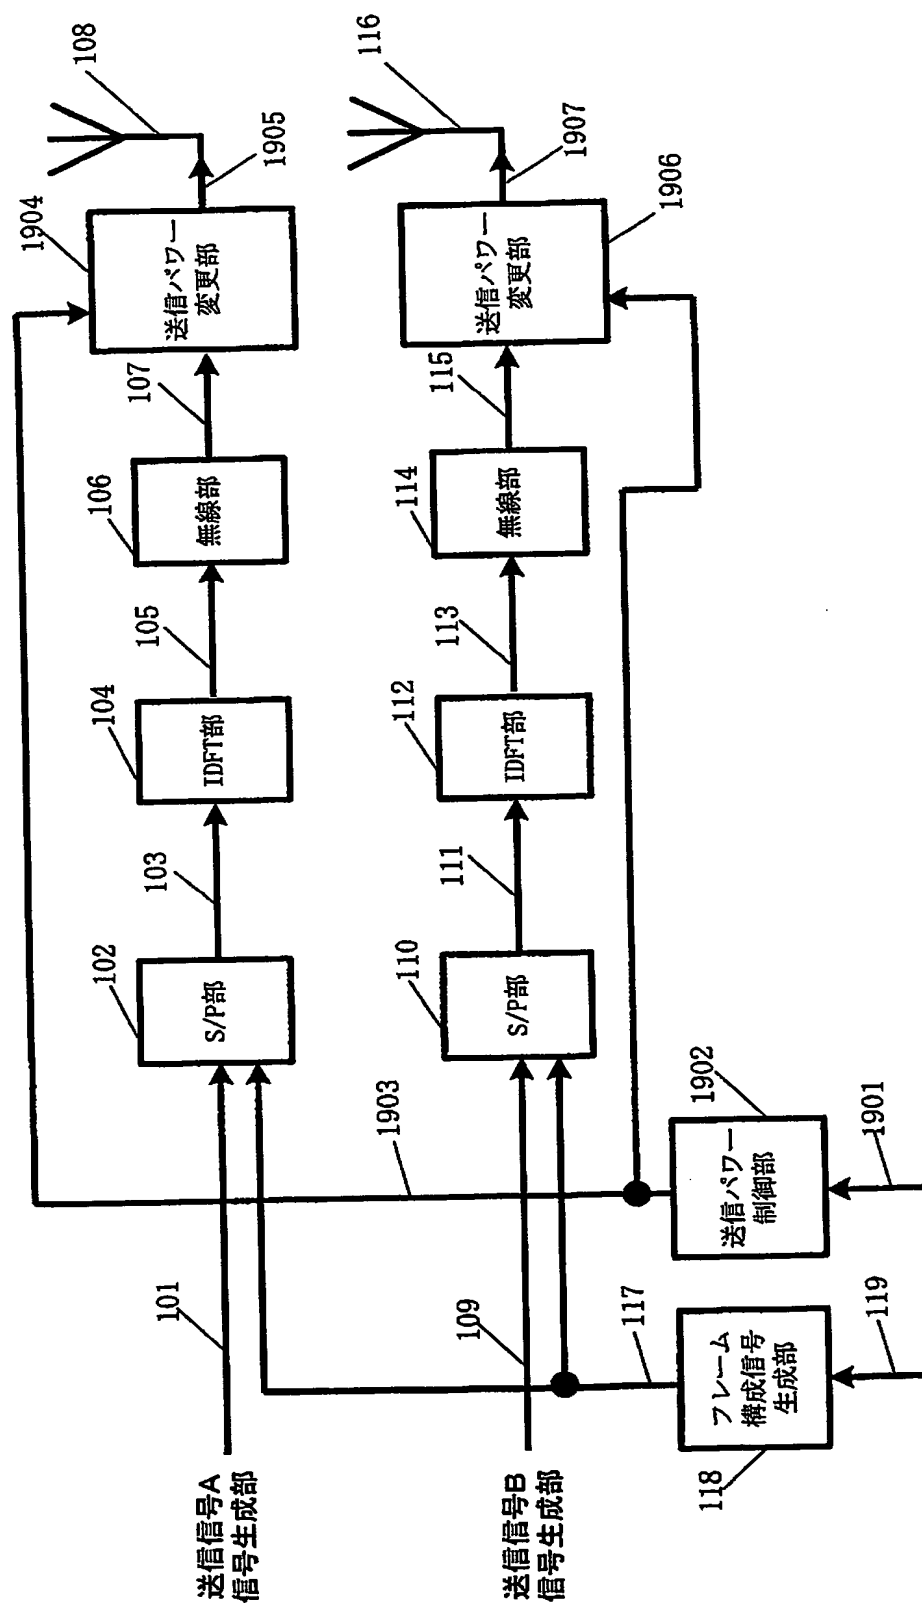 送信信号A
信号生成部
101
102
S/P部
103
104
IDFT部
105
106
無線部
107
1904
送信パワー
変更部
1905
108
送信信号B
信号生成部
109
110
S/P部
111
112
IDFT部
113
114
無線部
115
送信パワー
変更部
1906
1907
116
1903
118
フレーム
構成信号
生成部
117
119
送信パワー
制御部
1902
1901